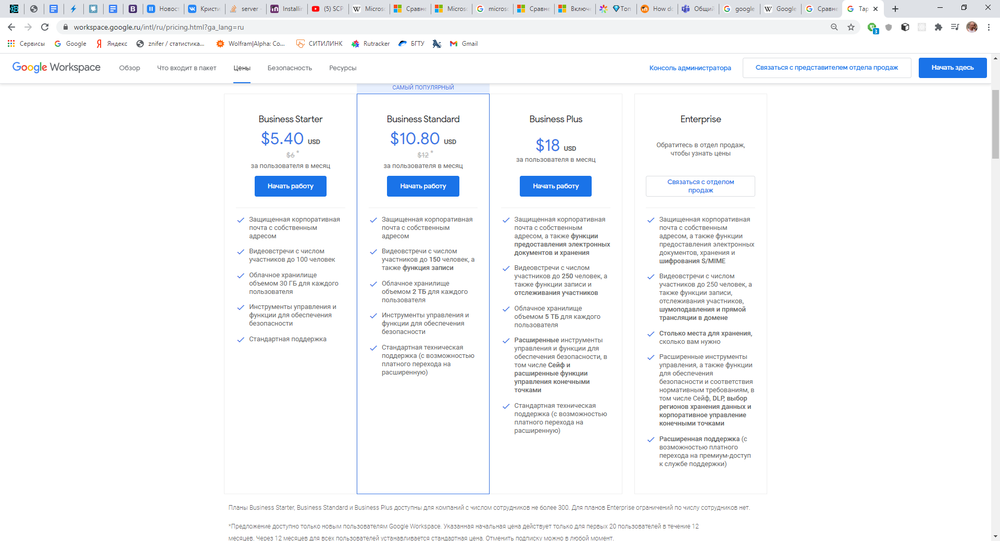 Новост
Кристи
server
Installir
(5) SCP
Micros
Сравне
Micros
micros
Сравне
Включе
Топ
How do
Общий
google
Google
Сравне
Тар
workspace.google.ru/intl/ru/pricing.html?ga_lang=ru
3
Сервисы
Google
Яндекс
znifer / статистика...
Wolfram|Alpha: Co...
СИТИЛИНК
Rutracker
БГТУ
Gmail
Google Workspace
Обзор
Что входит в пакет
Цены
Безопасность
Ресурсы
Консоль администратора
Связаться с представителем отдела продаж
Начать здесь
САМЫЙ ПОПУЛЯРНЫЙ
Business Starter
$5.40 USD
$6 *
за пользователя в месяц
Начать работу
Защищенная корпоративная
почта с собственным
адресом
Видеовстречи с числом
участников до 100 человек
Облачное хранилище
объемом 30 ГБ для каждого
пользователя
Инструменты управления и
функции для обеспечения
безопасности
Стандартная поддержка
Business Standard
$10.80 USD
$12 *
за пользователя в месяц
Начать работу
Защищенная корпоративная
почта с собственным
адресом
Видеовстречи с числом
участников до 150 человек, а
также функция записи
Облачное хранилище
объемом 2 ТБ для каждого
пользователя
Инструменты управления и
функции для обеспечения
безопасности
Стандартная техническая
поддержка (с возможностью
платного перехода на
расширенную)
Business Plus
$18 USD
за пользователя в месяц
Начать работу
Защищенная корпоративная
почта с собственным
адресом, а также функции
предоставления электронных
документов и хранения
Видеовстречи с числом
участников до 250 человек, а
также функции записи и
отслеживания участников
Облачное хранилище
объемом 5 ТБ для каждого
пользователя
Расширенные инструменты
управления и функции для
обеспечения безопасности, в
том числе Сейф и
расширенные функции
управления конечными
точками
Стандартная техническая
поддержка (с возможностью
платного перехода на
расширенную)
Enterprise
Обратитесь в отдел продаж,
чтобы узнать цены
Связаться с отделом
продаж
Защищенная корпоративная
почта с собственным
адресом, а также функции
предоставления электронных
документов, хранения и
шифрования S/MIME
Видеовстречи с числом
участников до 250 человек, а
также функции записи,
отслеживания участников,
шумоподавления и прямой
трансляции в домене
Столько места для хранения,
сколько вам нужно
Расширенные инструменты
управления, а также функции
для обеспечения
безопасности и соответствия
нормативным требованиям, в
том числе Сейф, DLP, выбор
регионов хранения данных и
корпоративное управление
конечными точками
Расширенная поддержка (с
возможностью платного
перехода на премиум-доступ
к службе поддержки)
Планы Business Starter, Business Standard и Business Plus доступны для компаний с числом сотрудников не более 300. Для планов Enterprise ограничений по числу сотрудников нет.
*Предложение доступно только новым пользователям Google Workspace. Указанная начальная цена действует только для первых 20 пользователей в течение 12
месяцев. Через 12 месяцев для всех пользователей устанавливается стандартная цена. Отменить подписку можно в любой момент.